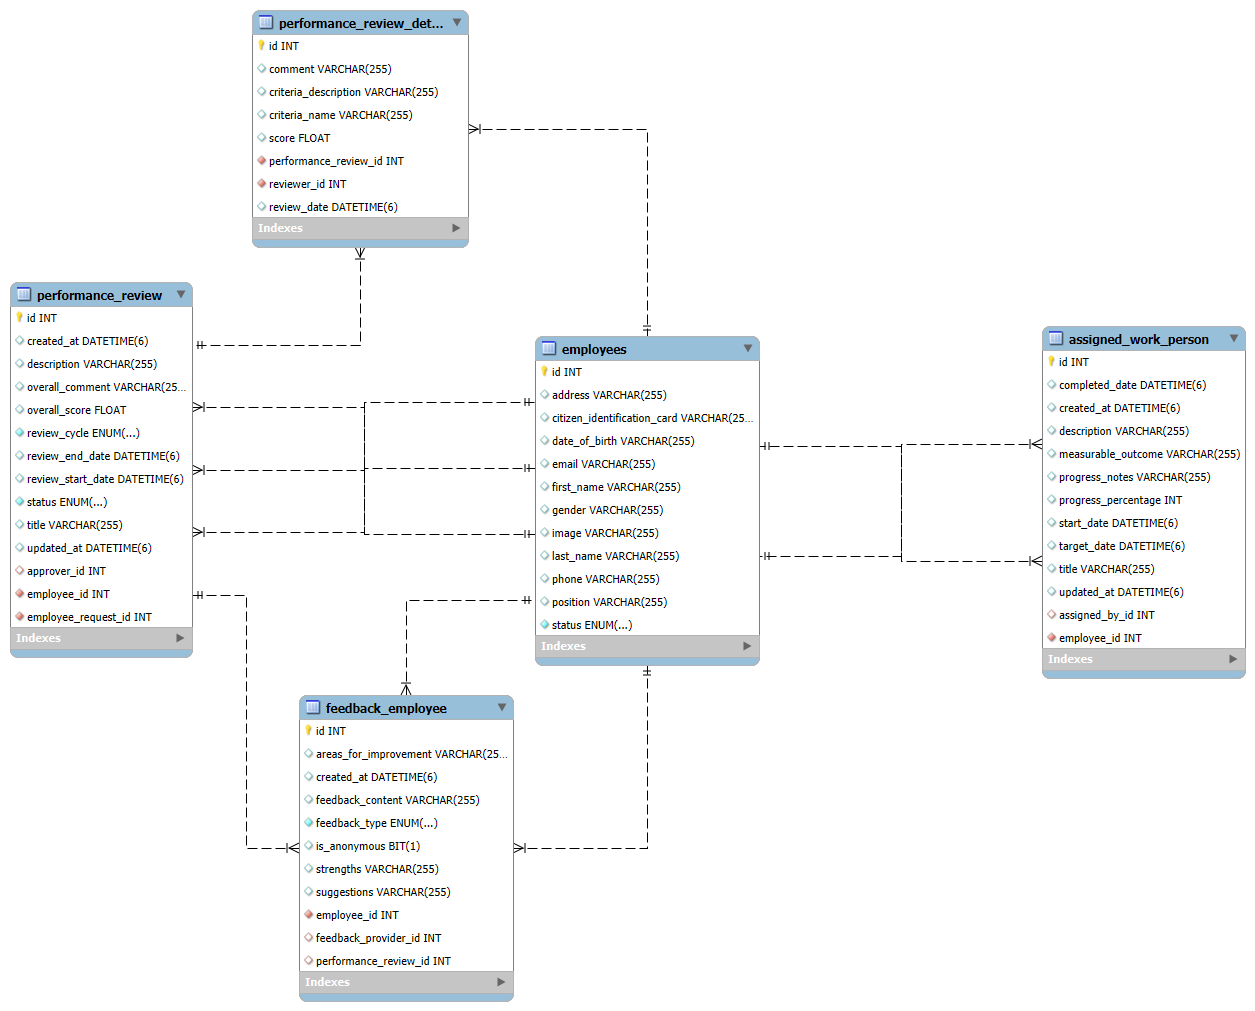 performance_review_det...
id INT
comment VARCHAR(255)
criteria_description VARCHAR(255)
criteria_name VARCHAR(255)
score FLOAT
performance_review_id INT
reviewer_id INT
review_date DATETIME(6)
Indexes
performance_review
id INT
created_at DATETIME(6)
description VARCHAR(255)
overall_comment VARCHAR(25...
overall_score FLOAT
review_cycle ENUM(...)
review_end_date DATETIME(6)
review_start_date DATETIME(6)
status ENUM(...)
title VARCHAR(255)
updated_at DATETIME(6)
approver_id INT
employee_id INT
employee_request_id INT
Indexes
employees
id INT
address VARCHAR(255)
citizen_identification_card VARCHAR(25...
date_of_birth VARCHAR(255)
email VARCHAR(255)
first_name VARCHAR(255)
gender VARCHAR(255)
image VARCHAR(255)
last_name VARCHAR(255)
phone VARCHAR(255)
position VARCHAR(255)
status ENUM(...)
Indexes
assigned_work_person
id INT
completed_date DATETIME(6)
created_at DATETIME(6)
description VARCHAR(255)
measurable_outcome VARCHAR(255)
progress_notes VARCHAR(255)
progress_percentage INT
start_date DATETIME(6)
target_date DATETIME(6)
title VARCHAR(255)
updated_at DATETIME(6)
assigned_by_id INT
employee_id INT
Indexes
feedback_employee
id INT
areas_for_improvement VARCHAR(25...
created_at DATETIME(6)
feedback_content VARCHAR(255)
feedback_type ENUM(...)
is_anonymous BIT(1)
strengths VARCHAR(255)
suggestions VARCHAR(255)
employee_id INT
feedback_provider_id INT
performance_review_id INT
Indexes